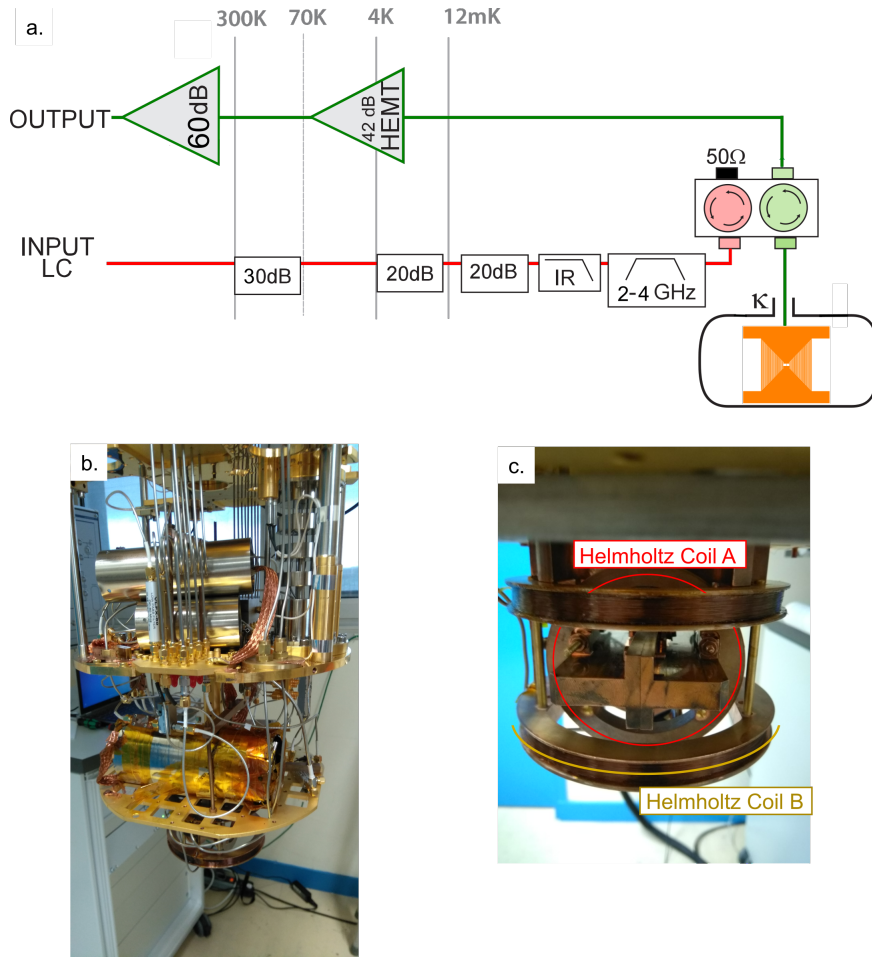 a.
300K 70K 4K 12mK
OUTPUT
60dB
42 dB
HEMT
50Ω
INPUT
LC
30dB
20dB
20dB
IR
2-4 GHz
κ
b.
c.
Helmholtz Coil A
Helmholtz Coil B